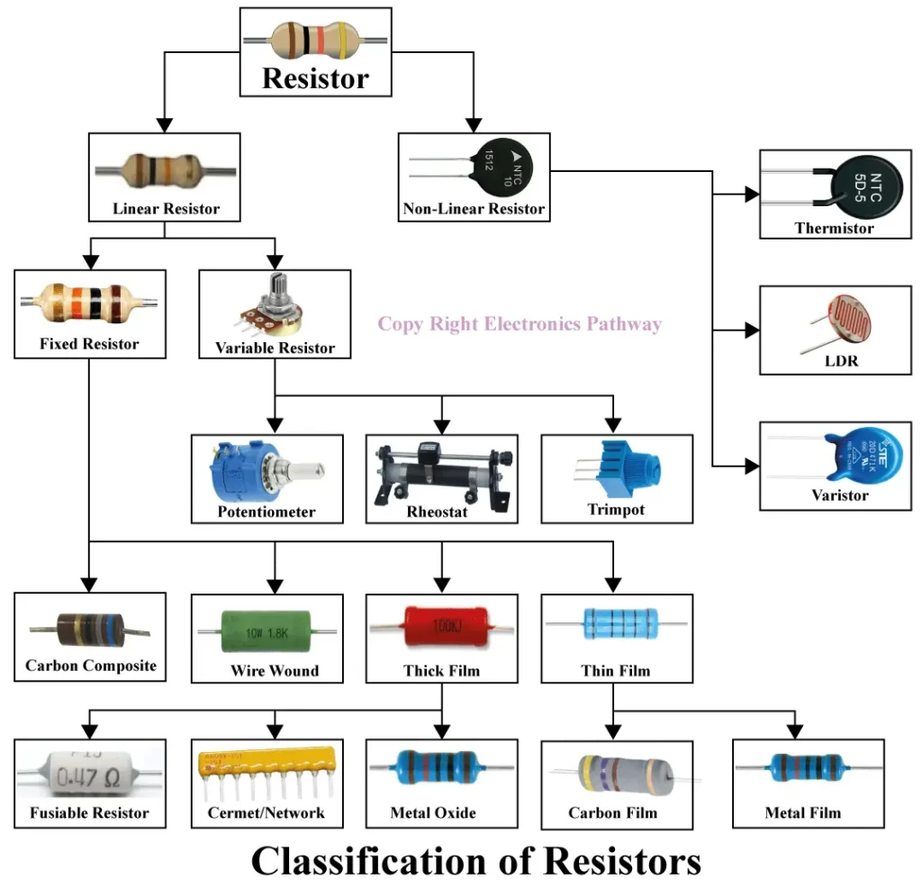 Resistor
Linear Resistor
NTC
10
1512
Non-Linear Resistor
NTC
5D-5
Thermistor
Fixed Resistor
Variable Resistor
Copy Right Electronics Pathway
LDR
Potentiometer
Rheostat
Trimpot
STE
20D471K
Varistor
Carbon Composite
10W 1.8K
Wire Wound
100KJ
Thick Film
Thin Film
0.47 Ω
Fusiable Resistor
Cermet/Network
Metal Oxide
Carbon Film
Metal Film
Classification of Resistors